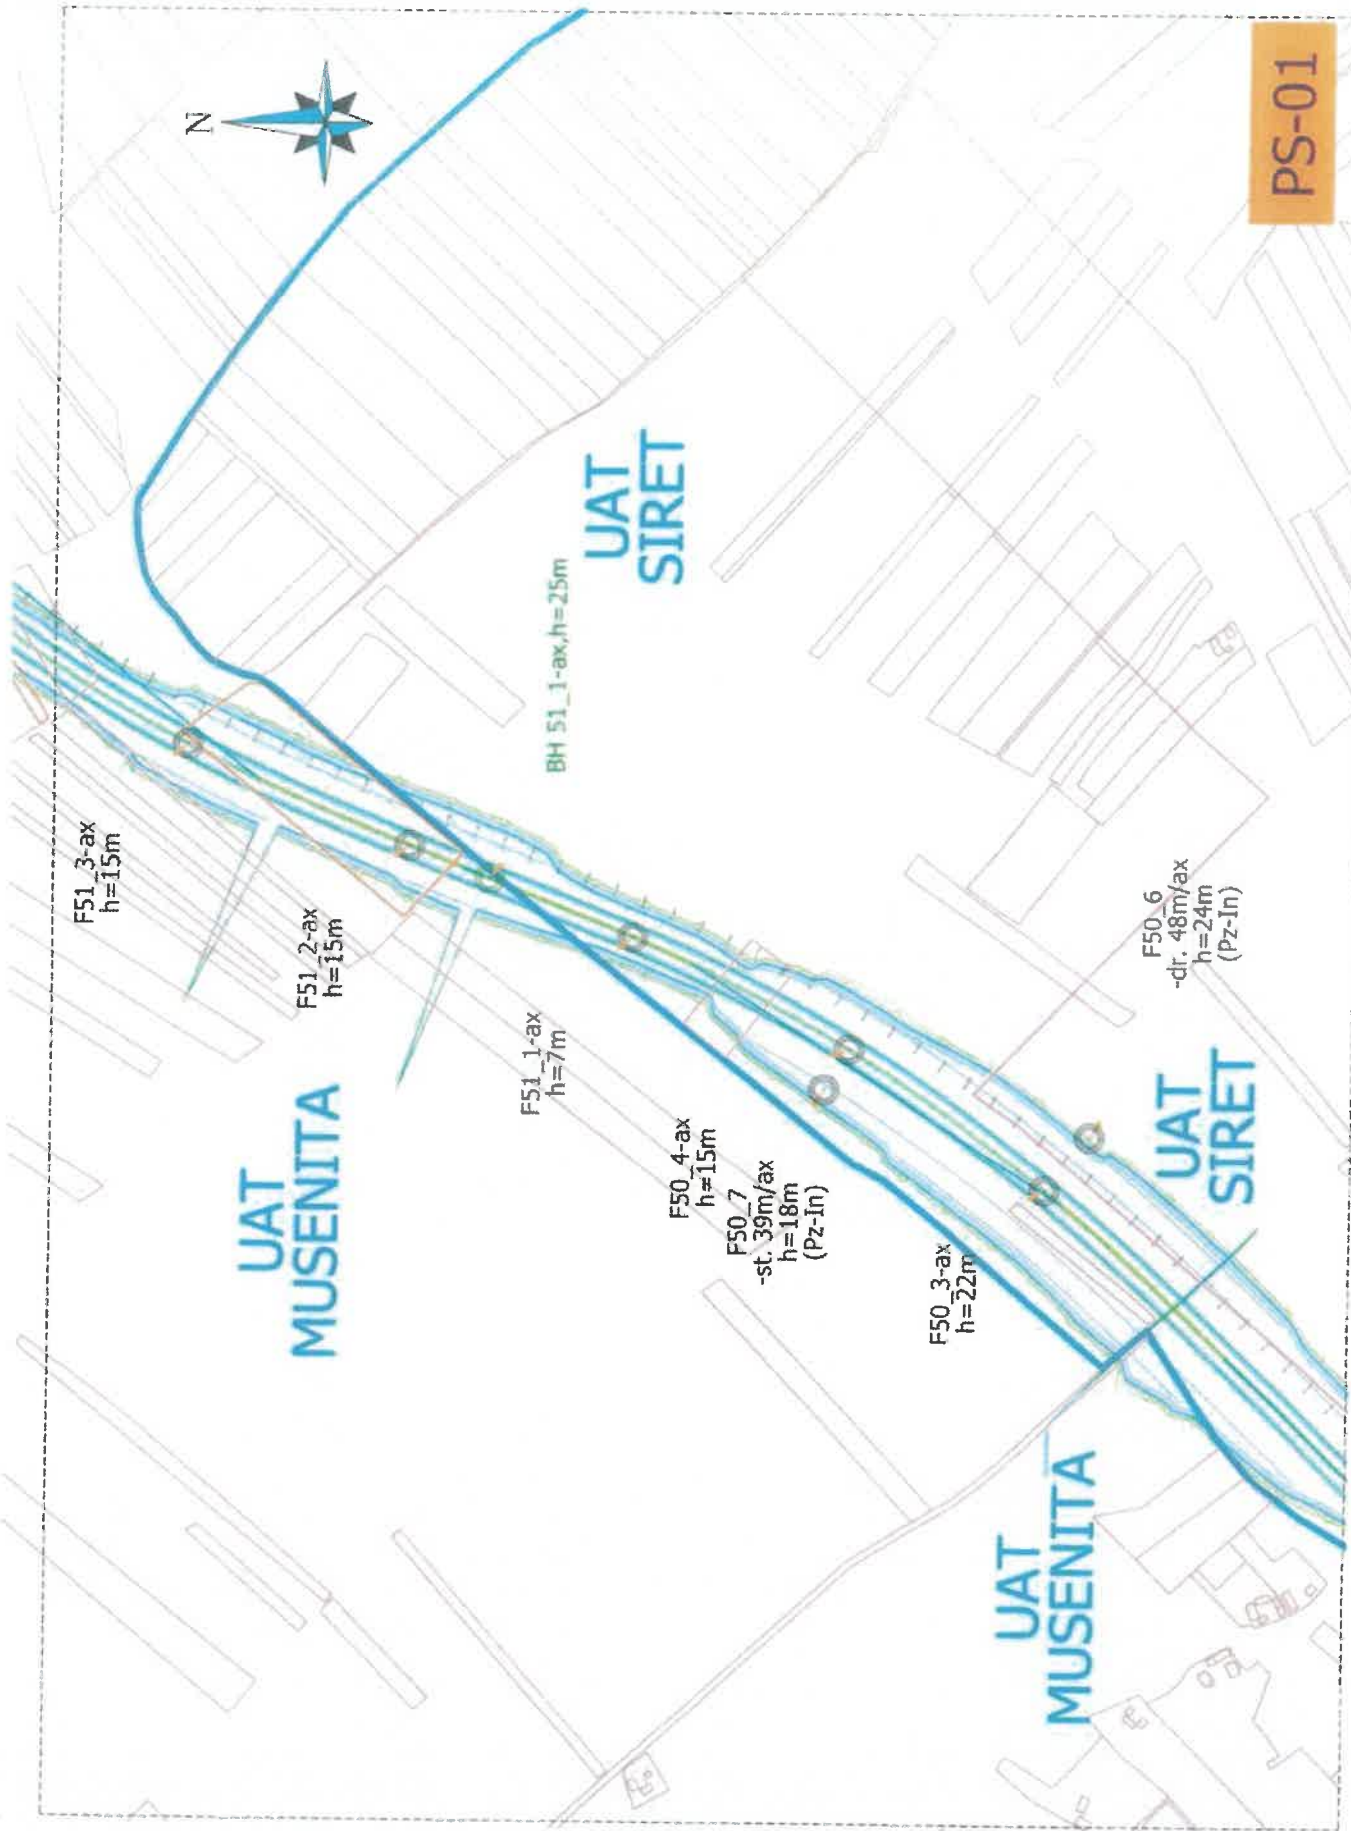 N
PS-01
F51_3-ax
h=15m
F51_2-ax
h=15m
UAT
MUSENITA
F51_1-ax
h=7m
BH 51_1-ax,h=25m
UAT
SIRET
F50_4-ax
h=15m
F50_7
-st. 39m/ax
h=18m
(Pz-In)
F50_3-ax
h=22m
F50_6
-dr. 48m/ax
h=24m
(Pz-In)
UAT
SIRET
UAT
MUSENITA